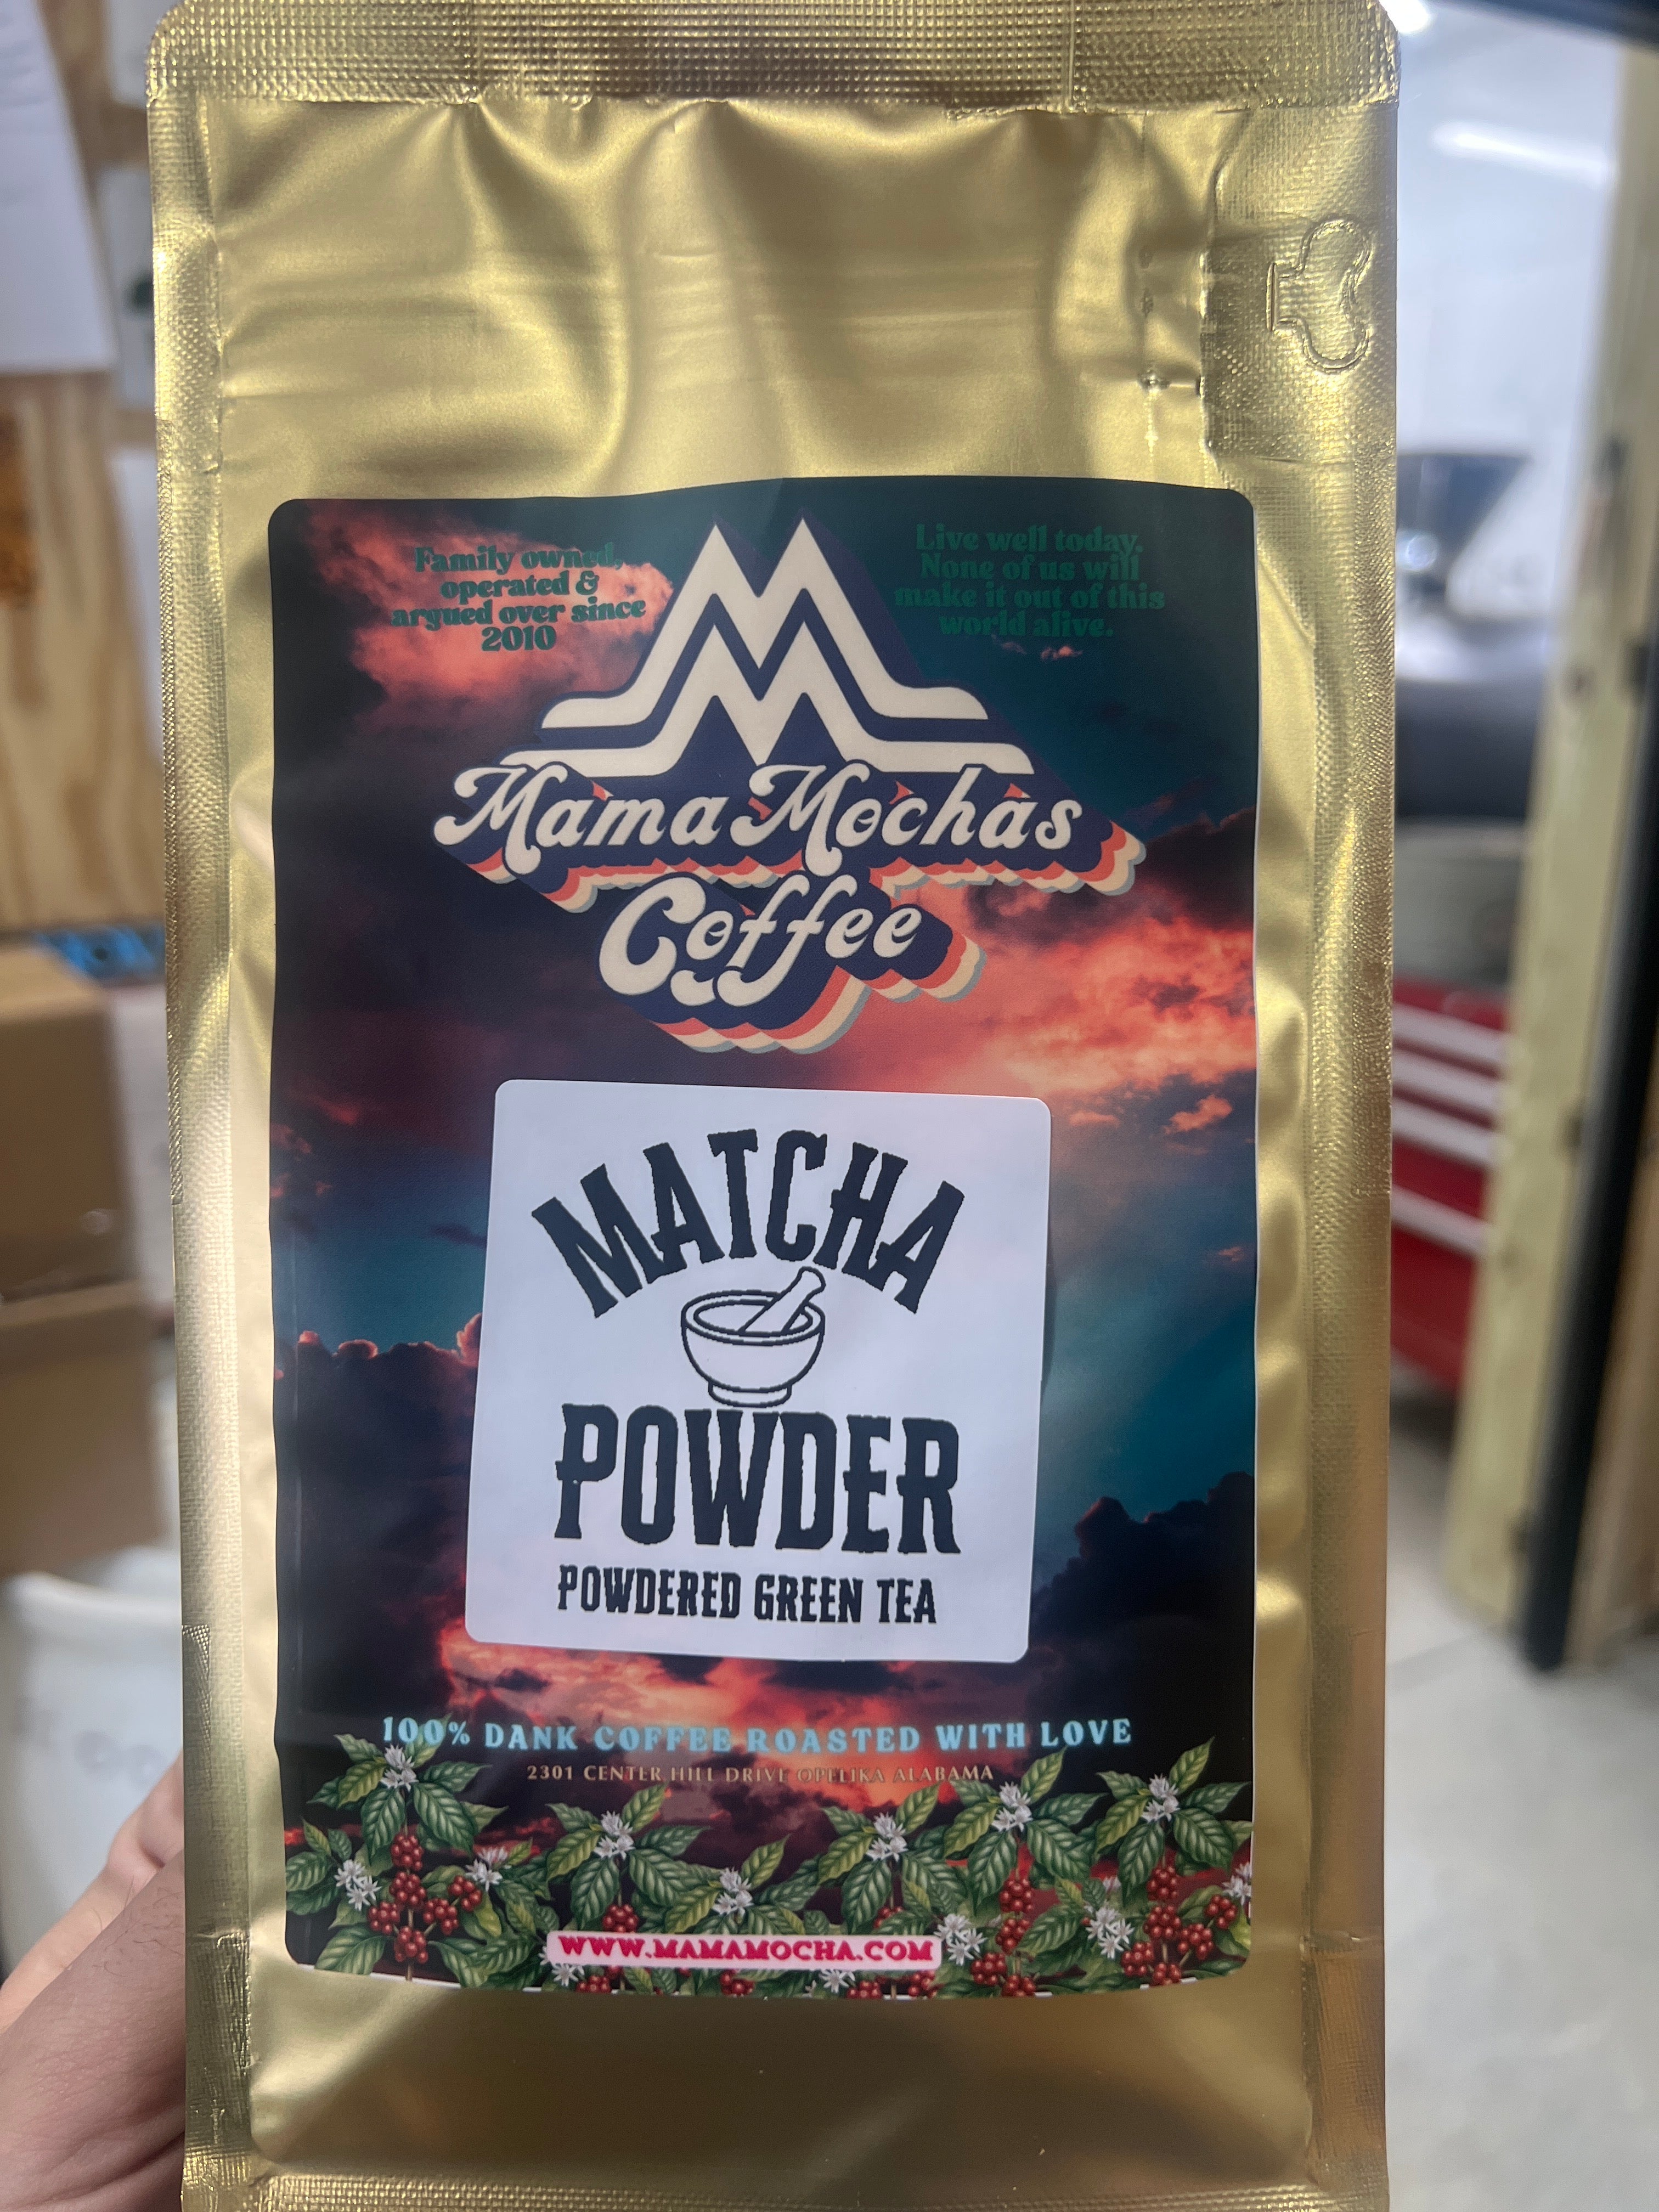 Family owned,
operated &
argued over since
2010
Live well today.
None of us will
make it out of this
world alive.
Mama Mochas
Coffee
MATCHA
POWDER
POWDERED GREEN TEA
100% DANK COFFEE ROASTED WITH LOVE
2301 CENTER HILL DRIVE OPELIKA ALABAMA
WWW.MAMAMOCHA.COM